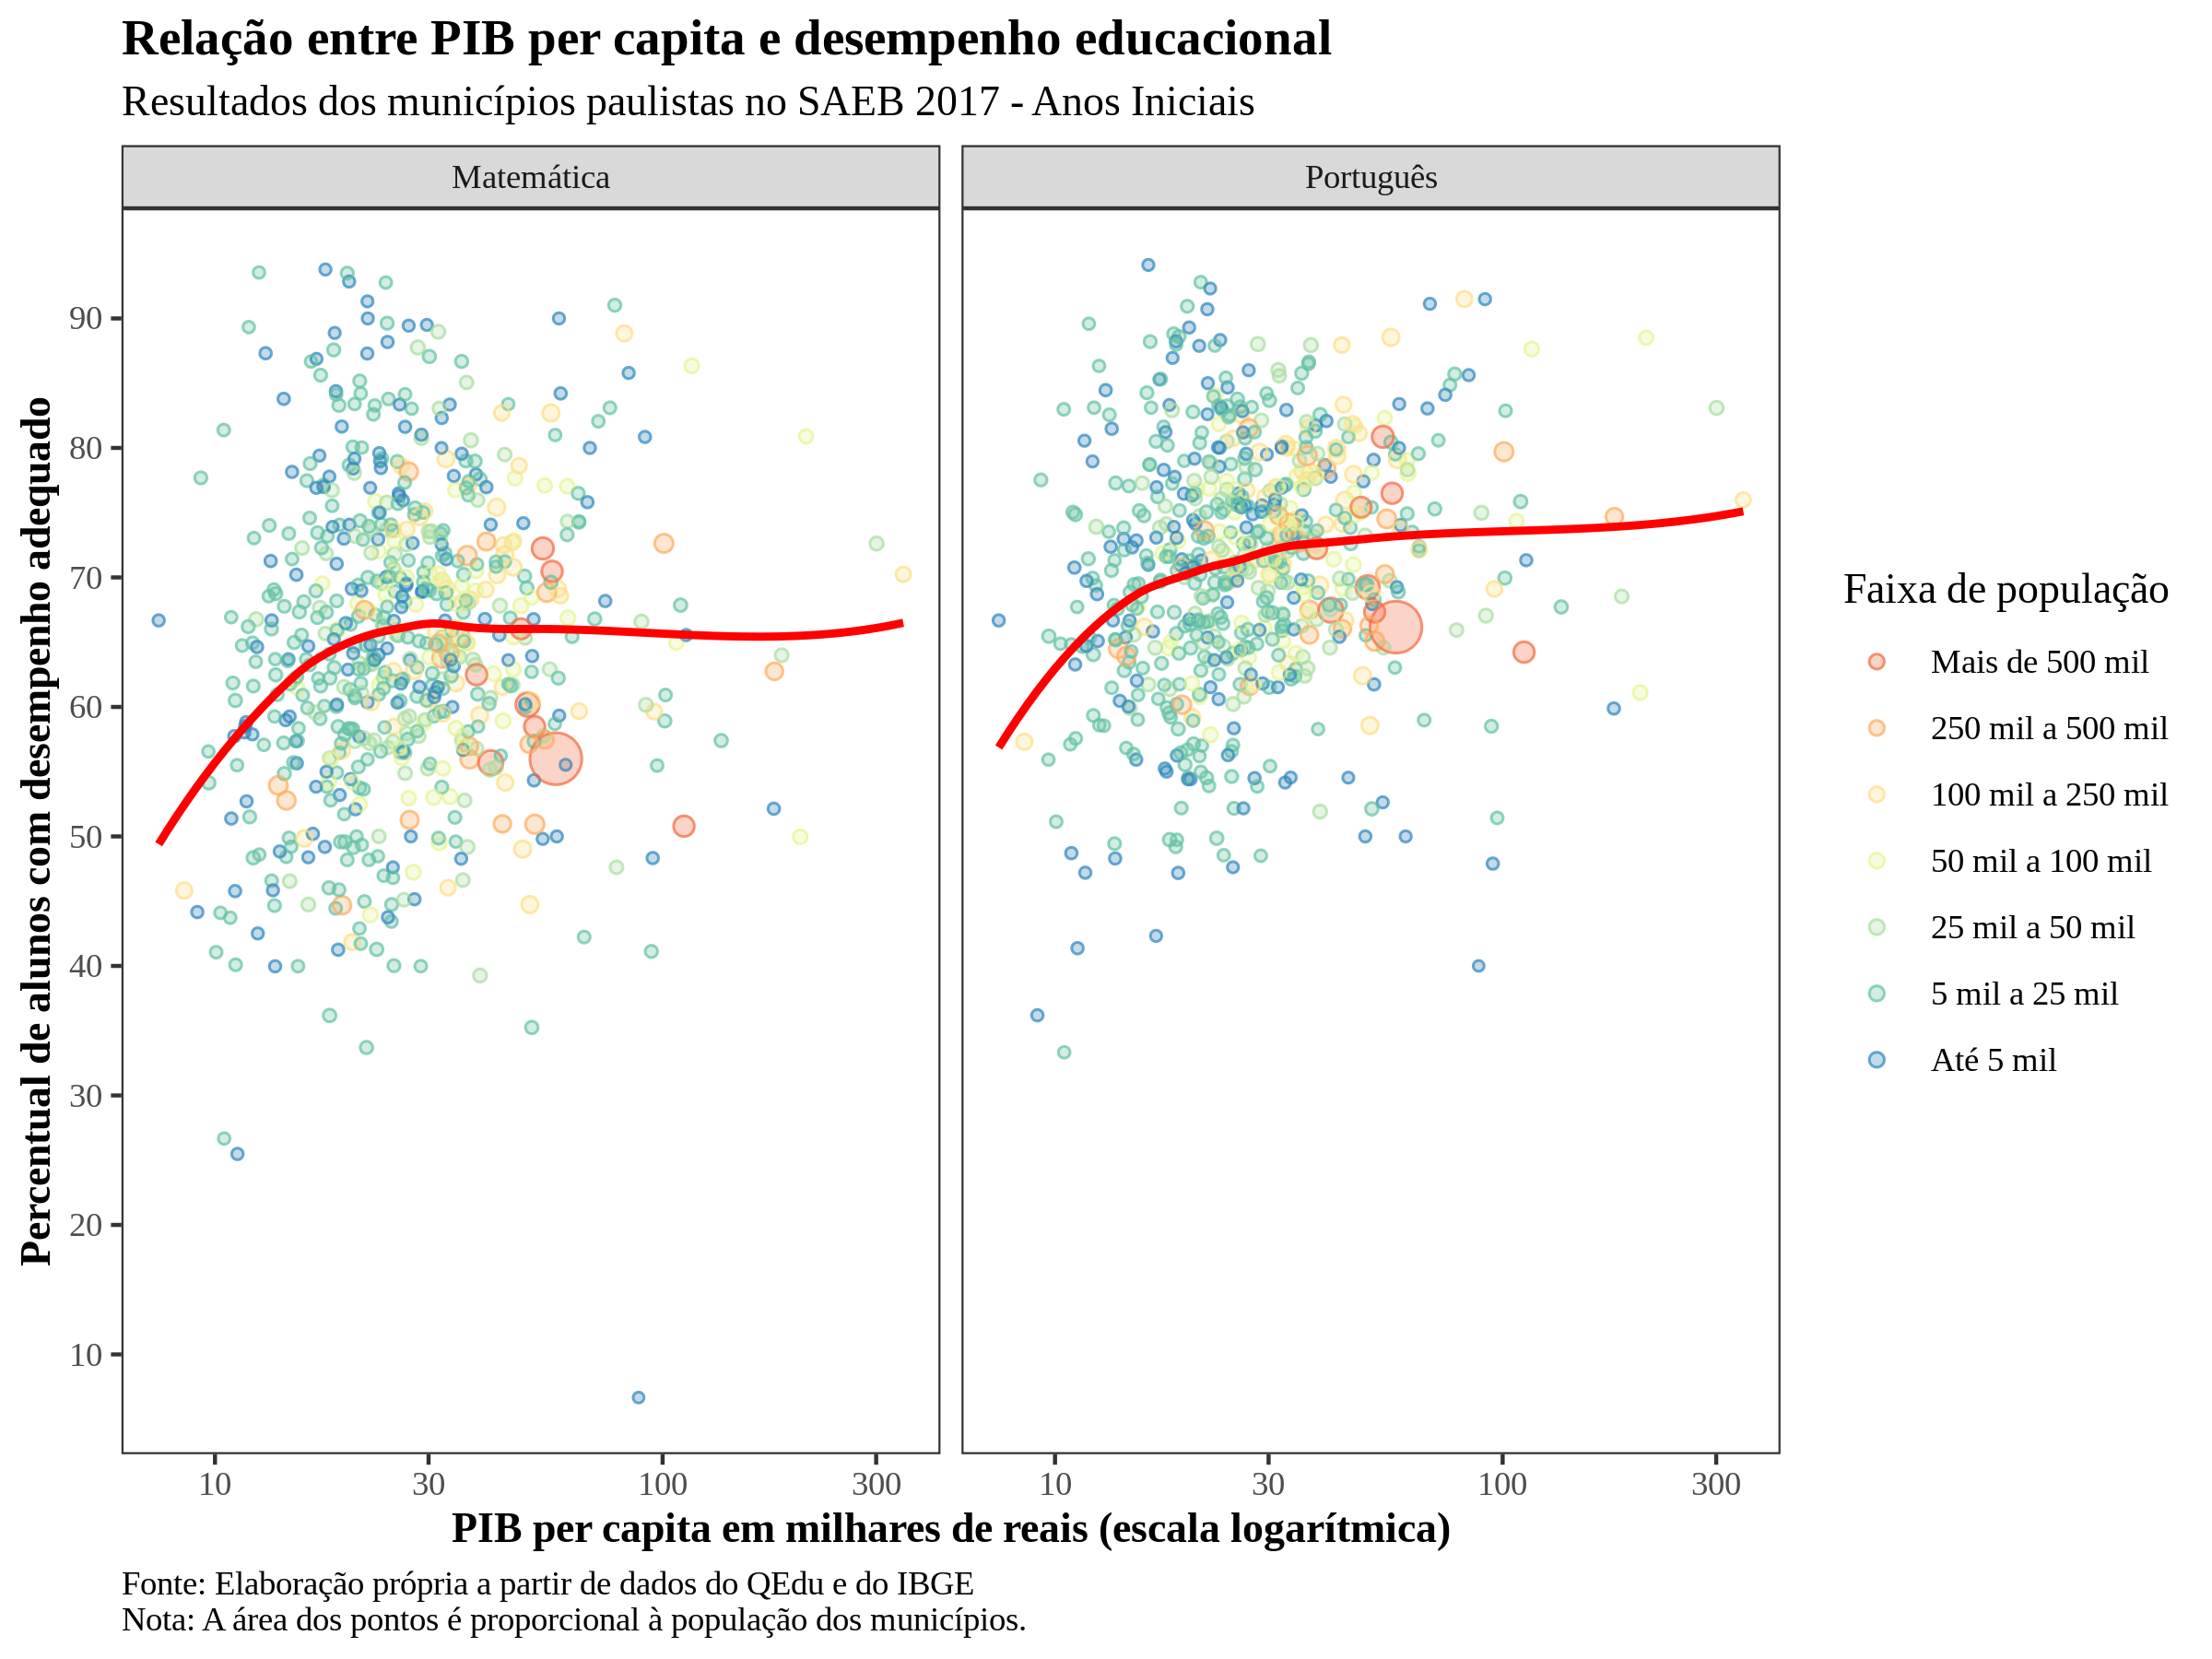 Relação entre PIB per capita e desempenho educacional
Resultados dos municípios paulistas no SAEB 2017 - Anos Iniciais
Matemática
Português
Percentual de alunos com desempenho adequado
90
80
70
60
50
40
30
20
10
10 30 100 300
10 30 100 300
PIB per capita em milhares de reais (escala logarítmica)
Faixa de população
Mais de 500 mil
250 mil a 500 mil
100 mil a 250 mil
50 mil a 100 mil
25 mil a 50 mil
5 mil a 25 mil
Até 5 mil
Fonte: Elaboração própria a partir de dados do QEdu e do IBGE
Nota: A área dos pontos é proporcional à população dos municípios.